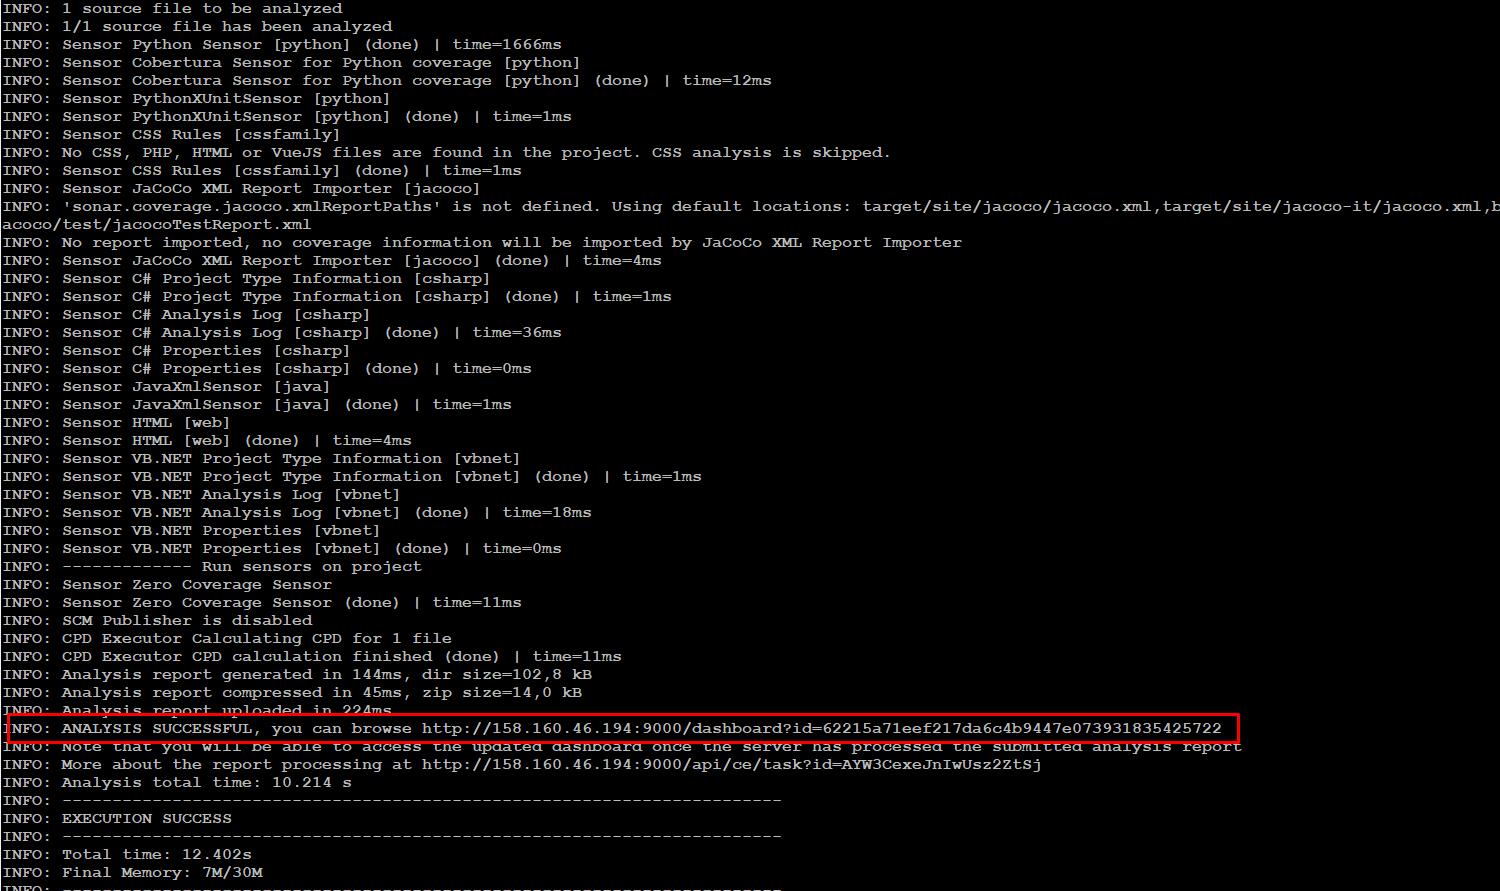 INFO: 1 source file to be analyzed
INFO: 1/1 source file has been analyzed
INFO: Sensor Python Sensor [python] (done) | time=1666ms
INFO: Sensor Cobertura Sensor for Python coverage [python]
INFO: Sensor Cobertura Sensor for Python coverage [python] (done) | time=12ms
INFO: Sensor PythonXUnitSensor [python]
INFO: Sensor PythonXUnitSensor [python] (done) | time=1ms
INFO: Sensor CSS Rules [cssfamily]
INFO: No CSS, PHP, HTML or VueJS files are found in the project. CSS analysis is skipped.
INFO: Sensor CSS Rules [cssfamily] (done) | time=1ms
INFO: Sensor JaCoCo XML Report Importer [jacoco]
INFO: 'sonar.coverage.jacoco.xmlReportPaths' is not defined. Using default locations: target/site/jacoco/jacoco.xml,target/site/jacoco-it/jacoco.xml,b
acoco/test/jacocoTestReport.xml
INFO: No report imported, no coverage information will be imported by JaCoCo XML Report Importer
INFO: Sensor JaCoCo XML Report Importer [jacoco] (done) | time=4ms
INFO: Sensor C# Project Type Information [csharp]
INFO: Sensor C# Project Type Information [csharp] (done) | time=1ms
INFO: Sensor C# Analysis Log [csharp]
INFO: Sensor C# Analysis Log [csharp] (done) | time=36ms
INFO: Sensor C# Properties [csharp]
INFO: Sensor C# Properties [csharp] (done) | time=0ms
INFO: Sensor JavaXmlSensor [java]
INFO: Sensor JavaXmlSensor [java] (done) | time=1ms
INFO: Sensor HTML [web]
INFO: Sensor HTML [web] (done) | time=4ms
INFO: Sensor VB.NET Project Type Information [vbnet]
INFO: Sensor VB.NET Project Type Information [vbnet] (done) | time=1ms
INFO: Sensor VB.NET Analysis Log [vbnet]
INFO: Sensor VB.NET Analysis Log [vbnet] (done) | time=18ms
INFO: Sensor VB.NET Properties [vbnet]
INFO: Sensor VB.NET Properties [vbnet] (done) | time=0ms
INFO: ------------- Run sensors on project
INFO: Sensor Zero Coverage Sensor
INFO: Sensor Zero Coverage Sensor (done) | time=11ms
INFO: SCM Publisher is disabled
INFO: CPD Executor Calculating CPD for 1 file
INFO: CPD Executor CPD calculation finished (done) | time=11ms
INFO: Analysis report generated in 144ms, dir size=102,8 kB
INFO: Analysis report compressed in 45ms, zip size=14,0 kB
INFO: Analysis report uploaded in 224ms
INFO: ANALYSIS SUCCESSFUL, you can browse http://158.160.46.194:9000/dashboard?id=62215a71eef217da6c4b9447e073931835425722
INFO: Note that you will be able to access the updated dashboard once the server has processed the submitted analysis report
INFO: More about the report processing at http://158.160.46.194:9000/api/ce/task?id=AYW3CexeJnIwUsz2ZtSj
INFO: Analysis total time: 10.214 s
INFO: ------------------------------------------------------------------------
INFO: EXECUTION SUCCESS
INFO: ------------------------------------------------------------------------
INFO: Total time: 12.402s
INFO: Final Memory: 7M/30M
INFO: ------------------------------------------------------------------------